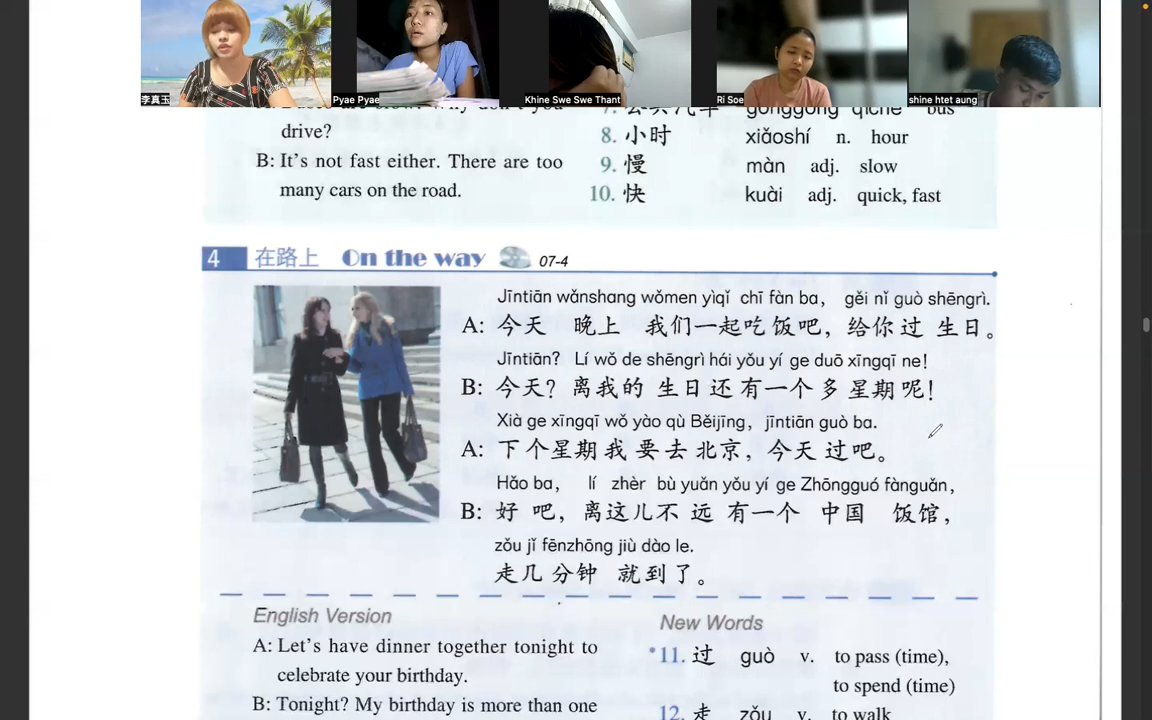 李真玉
Pyae Pyae
Khine Swe Swe Thant
Ri Soe
shine htet aung
drive?
B: It's not fast either. There are too
many cars on the road.
gōnggòng qìchē bus
8. 小时 xiǎoshí n. hour
9. 慢 màn adj. slow
10. 快 kuài adj. quick, fast
4 在路上 On the way 07-4
Jīntiān wǎnshang wǒmen yìqǐ chī fàn ba, gěi nǐ guò shēngrì.
A: 今天 晚上 我们一起吃饭吧，给你过 生日。
Jīntiān? Lí wǒ de shēngrì hái yǒu yí ge duō xīngqī ne!
B: 今天？离我的 生日还有一个多 星期呢！
Xià ge xīngqī wǒ yào qù Běijīng, jīntiān guò ba.
A: 下个星期我 要去 北京，今天过吧。
Hǎo ba, lí zhèr bù yuǎn yǒu yí ge Zhōngguó fànguǎn,
B: 好 吧，离这儿不 远 有一个 中国 饭馆，
zǒu jǐ fēnzhōng jiù dào le.
走几 分钟 就到了。
English Version
A: Let's have dinner together tonight to
celebrate your birthday.
B: Tonight? My birthday is more than one
New Words
*11. 过 guò v. to pass (time),
to spend (time)
12. 走 zǒu v. to walk